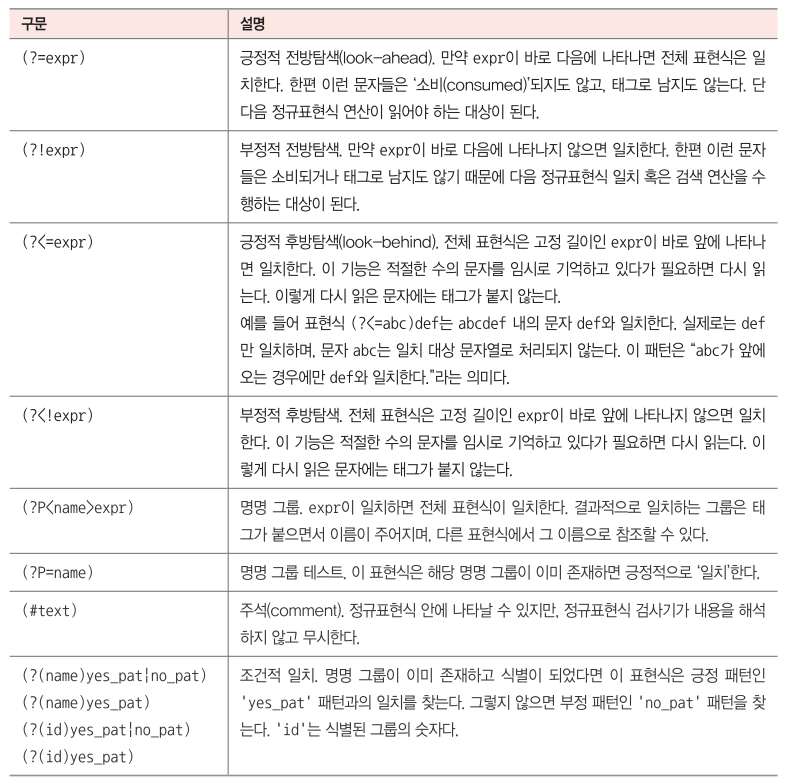 구문 설명
(?=expr) 긍정적 전방탐색(look-ahead). 만약 expr이 바로 다음에 나타나면 전체 표현식은 일
치한다. 한편 이런 문자들은 ‘소비(consumed)’되지도 않고, 태그로 남지도 않는다. 단
다음 정규표현식 연산이 읽어야 하는 대상이 된다.
(?!expr) 부정적 전방탐색. 만약 expr이 바로 다음에 나타나지 않으면 일치한다. 한편 이런 문자
들은 소비되거나 태그로 남지도 않기 때문에 다음 정규표현식 일치 혹은 검색 연산을 수
행하는 대상이 된다.
(?<=expr) 긍정적 후방탐색(look-behind). 전체 표현식은 고정 길이인 expr이 바로 앞에 나타나
면 일치한다. 이 기능은 적절한 수의 문자를 임시로 기억하고 있다가 필요하면 다시 읽
는다. 이렇게 다시 읽은 문자에는 태그가 붙지 않는다.
예를 들어 표현식 (?<=abc)def는 abcdef 내의 문자 def와 일치한다. 실제로는 def
만 일치하며, 문자 abc는 일치 대상 문자열로 처리되지 않는다. 이 패턴은 “abc가 앞에
오는 경우에만 def와 일치한다.”라는 의미다.
(?<!expr) 부정적 후방탐색. 전체 표현식은 고정 길이인 expr이 바로 앞에 나타나지 않으면 일치
한다. 이 기능은 적절한 수의 문자를 임시로 기억하고 있다가 필요하면 다시 읽는다. 이
렇게 다시 읽은 문자에는 태그가 붙지 않는다.
(?P<name>expr) 명명 그룹. expr이 일치하면 전체 표현식이 일치한다. 결과적으로 일치하는 그룹은 태
그가 붙으면서 이름이 주어지며, 다른 표현식에서 그 이름으로 참조할 수 있다.
(?P=name) 명명 그룹 테스트. 이 표현식은 해당 명명 그룹이 이미 존재하면 긍정적으로 ‘일치’한다.
(#text) 주석(comment). 정규표현식 안에 나타날 수 있지만, 정규표현식 검사기가 내용을 해석
하지 않고 무시한다.
(?(name)yes_pat|no_pat) 조건적 일치. 명명 그룹이 이미 존재하고 식별이 되었다면 이 표현식은 긍정 패턴인
(?(name)yes_pat) 'yes_pat' 패턴과의 일치를 찾는다. 그렇지 않으면 부정 패턴인 'no_pat' 패턴을 찾
(?(id)yes_pat|no_pat) 는다. 'id'는 식별된 그룹의 숫자다.
(?(id)yes_pat)